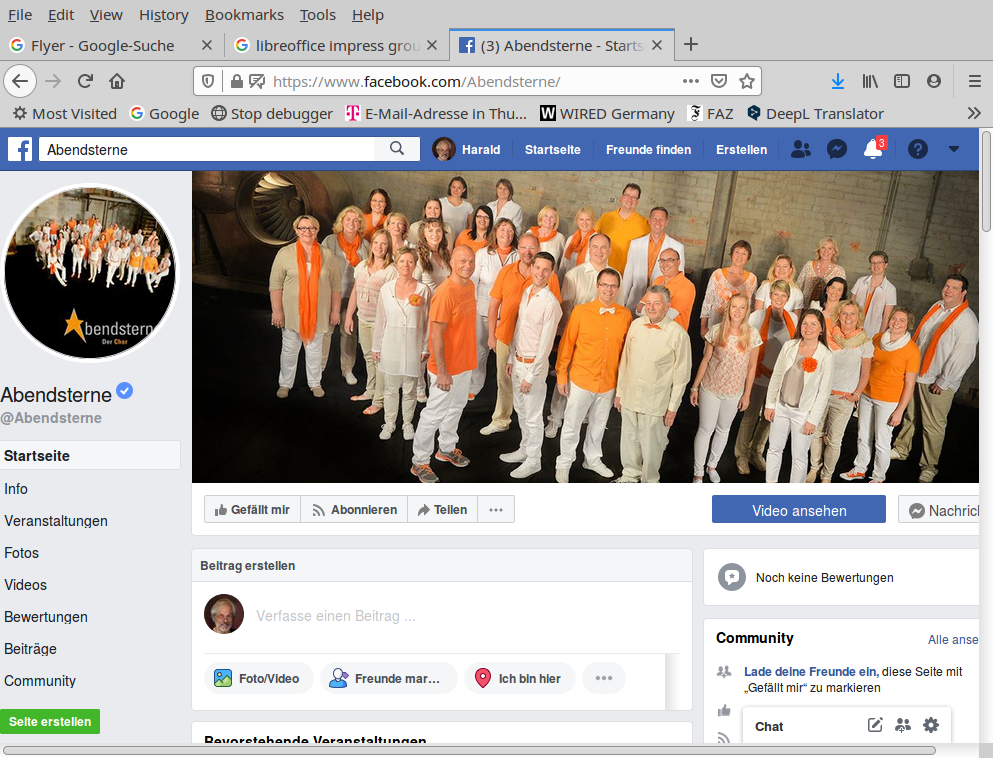 File Edit View History Bookmarks Tools Help
Flyer - Google-Suche
libreoffice impress grou
(3) Abendsterne - Starts
https://www.facebook.com/Abendsterne/
Most Visited Google Stop debugger E-Mail-Adresse in Thu... WIRED Germany FAZ DeepL Translator
Abendsterne Harald Startseite Freunde finden Erstellen 3
bendstern
Der Chor
Abendsterne
@Abendsterne
Startseite
Info
Veranstaltungen
Fotos
Videos
Bewertungen
Beiträge
Community
Seite erstellen
Gefällt mir Abonnieren Teilen ... Video ansehen Nachrich
Beitrag erstellen
Verfasse einen Beitrag ...
Foto/Video Freunde mar... Ich bin hier
Bevorstehende Veranstaltungen
Noch keine Bewertungen
Community Alle anse
Lade deine Freunde ein, diese Seite mit
„Gefällt mir“ zu markieren
Chat